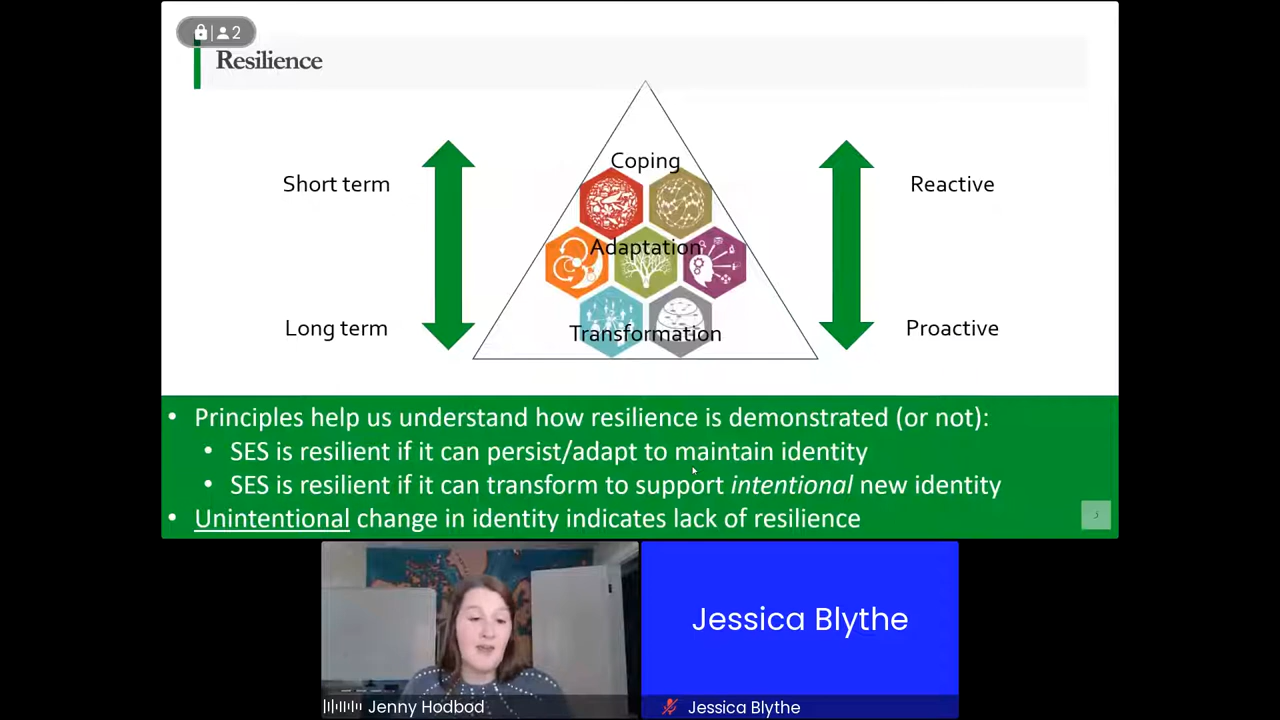 2
Resilience
Coping
Short term
Reactive
Adaptation
Long term
Transformation
Proactive
• Principles help us understand how resilience is demonstrated (or not):
• SES is resilient if it can persist/adapt to maintain identity
• SES is resilient if it can transform to support intentional new identity
• Unintentional change in identity indicates lack of resilience
5
Jessica Blythe
Jenny Hodbod
Jessica Blythe